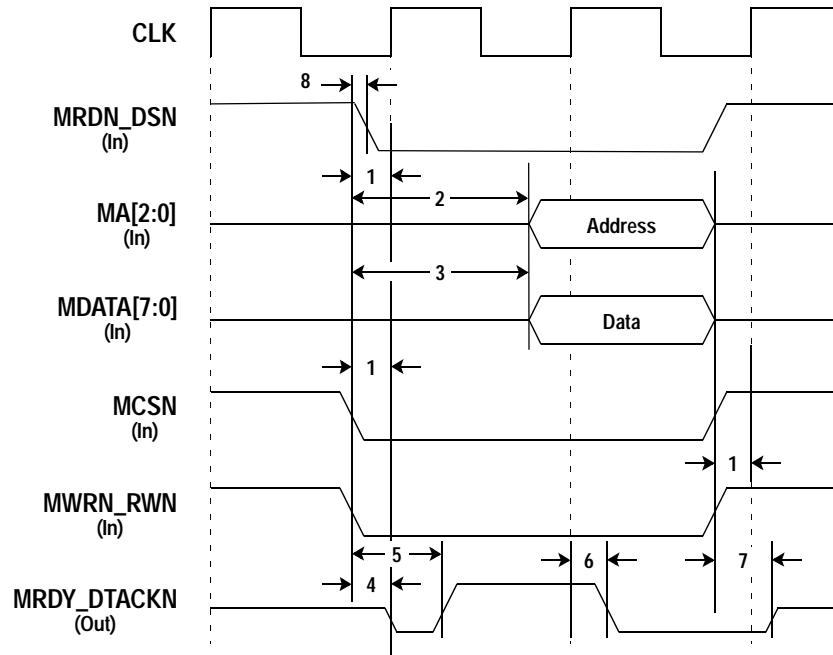 CLK
8
MRDN_DSN
(In)
1
2
MA[2:0]
(In)
Address
3
MDATA[7:0]
(In)
Data
1
MCSN
(In)
1
MWRN_RWN
(In)
5
6
7
4
MRDY_DTACKN
(Out)